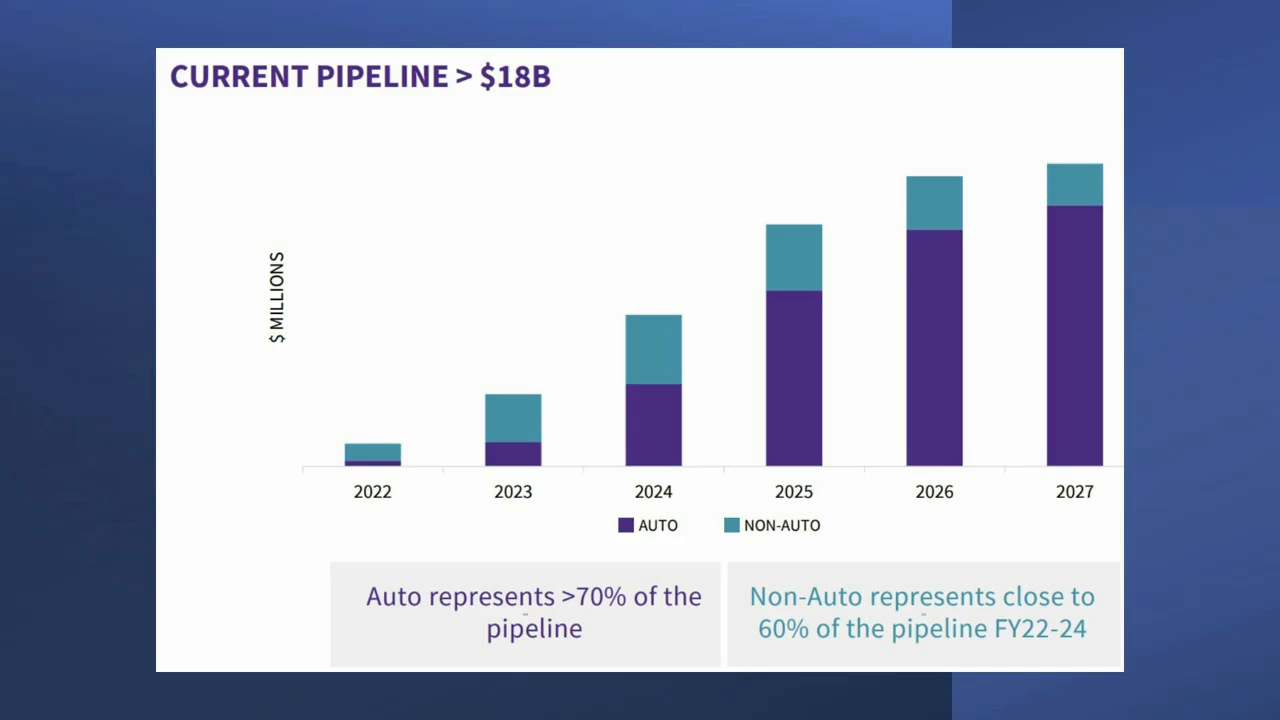 CURRENT PIPELINE > $18B
$ MILLIONS
2022 2023 2024 2025 2026 2027
AUTO NON-AUTO
Auto represents >70% of the
pipeline
Non-Auto represents close to
60% of the pipeline FY22-24